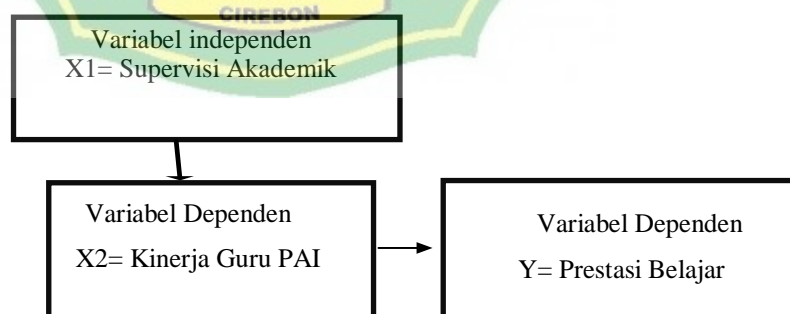 CIREBON
Variabel independen
X1= Supervisi Akademik
Variabel Dependen
X2= Kinerja Guru PAI
Variabel Dependen
Y= Prestasi Belajar